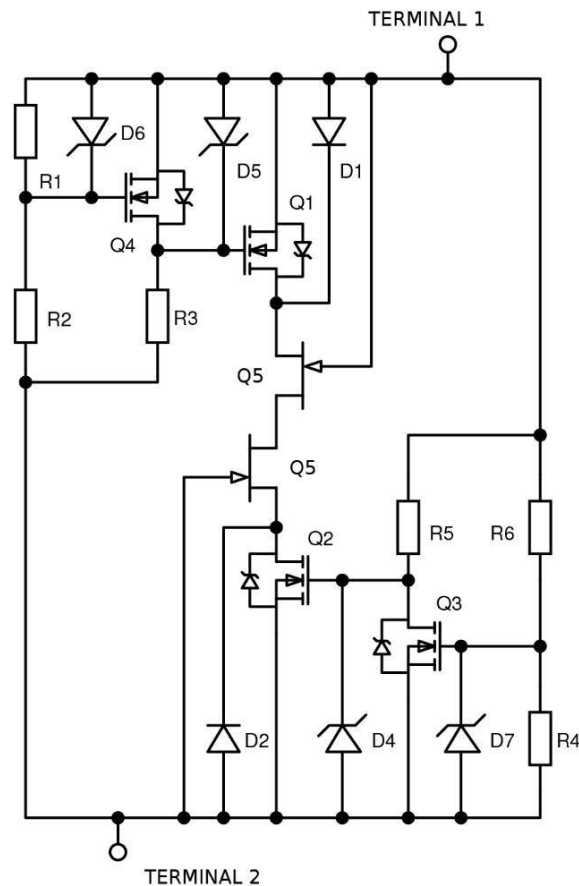 TERMINAL 1
D6
D5
D1
R1
Q1
Q4
R2
R3
Q5
Q5
Q2
R5
R6
Q3
D2
D4
D7
R4
TERMINAL 2